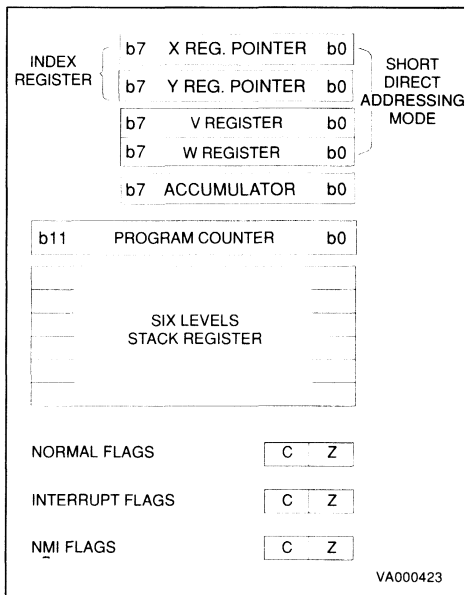 INDEX
REGISTER
b7 X REG. POINTER b0
b7 Y REG. POINTER b0
b7 V REGISTER b0
b7 W REGISTER b0
SHORT
DIRECT
ADDRESSING
MODE
b7 ACCUMULATOR b0
b11 PROGRAM COUNTER b0
SIX LEVELS
STACK REGISTER
NORMAL FLAGS C Z
INTERRUPT FLAGS C Z
NMI FLAGS C Z
VA000423